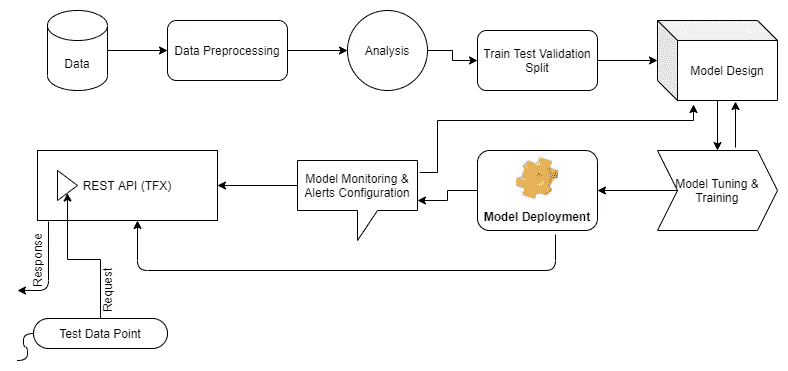 Data
Data Preprocessing
Analysis
Train Test Validation
Split
Model Design
REST API (TFX)
Model Monitoring &
Alerts Configuration
Model Deployment
Model Tuning &
Training
Response
Request
Test Data Point